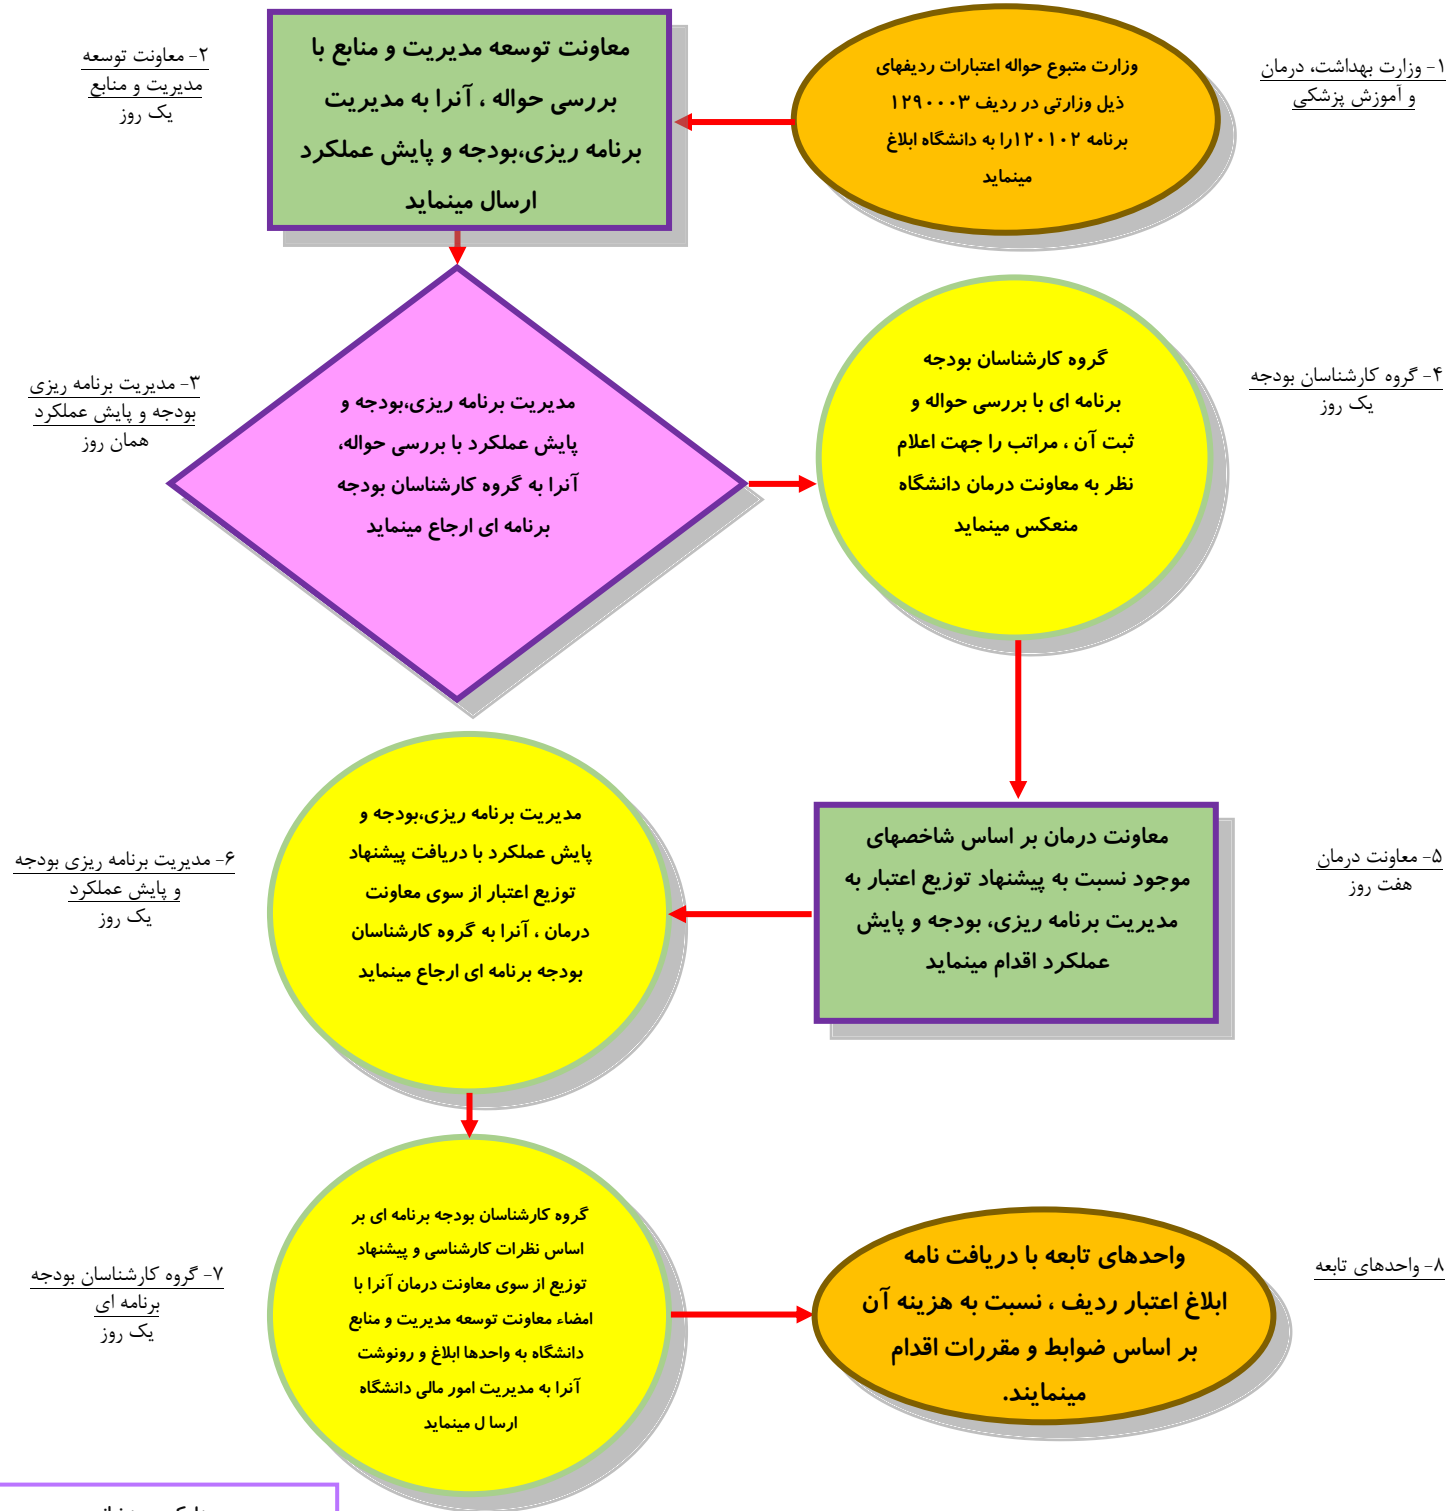 ۱- وزارت بهداشت، درمان
و آموزش پزشکی
وزارت متبوع حواله اعتبارات ردیفهای
ذیل وزارتی در ردیف ۱۲۹۰۰۰۳
برنامه ۱۲۰۱۰۲را به دانشگاه ابلاغ
مینماید
۲- معاونت توسعه
مدیریت و منابع
یک روز
معاونت توسعه مدیریت و منابع با
بررسی حواله ، آنرا به مدیریت
برنامه ریزی،بودجه و پایش عملکرد
ارسال مینماید
۳- مدیریت برنامه ریزی
بودجه و پایش عملکرد
همان روز
مدیریت برنامه ریزی،بودجه و
پایش عملکرد با بررسی حواله،
آنرا به گروه کارشناسان بودجه
برنامه ای ارجاع مینماید
۴- گروه کارشناسان بودجه
یک روز
گروه کارشناسان بودجه
برنامه ای با بررسی حواله و
ثبت آن ، مراتب را جهت اعلام
نظر به معاونت درمان دانشگاه
منعکس مینماید
۵- معاونت درمان
هفت روز
معاونت درمان بر اساس شاخصهای
موجود نسبت به پیشنهاد توزیع اعتبار به
مدیریت برنامه ریزی، بودجه و پایش
عملکرد اقدام مینماید
۶- مدیریت برنامه ریزی بودجه
و پایش عملکرد
یک روز
مدیریت برنامه ریزی،بودجه و
پایش عملکرد با دریافت پیشنهاد
توزیع اعتبار از سوی معاونت
درمان ، آنرا به گروه کارشناسان
بودجه برنامه ای ارجاع مینماید
۷- گروه کارشناسان بودجه
برنامه ای
یک روز
گروه کارشناسان بودجه برنامه ای بر
اساس نظرات کارشناسی و پیشنهاد
توزیع از سوی معاونت درمان آنرا با
امضاء معاونت توسعه مدیریت و منابع
دانشگاه به واحدها ابلاغ و رونوشت
آنرا به مدیریت امور مالی دانشگاه
ارسا ل مینماید
۸- واحدهای تابعه
واحدهای تابعه با دریافت نامه
ابلاغ اعتبار ردیف ، نسبت به هزینه آن
بر اساس ضوابط و مقررات اقدام
مینمایند.